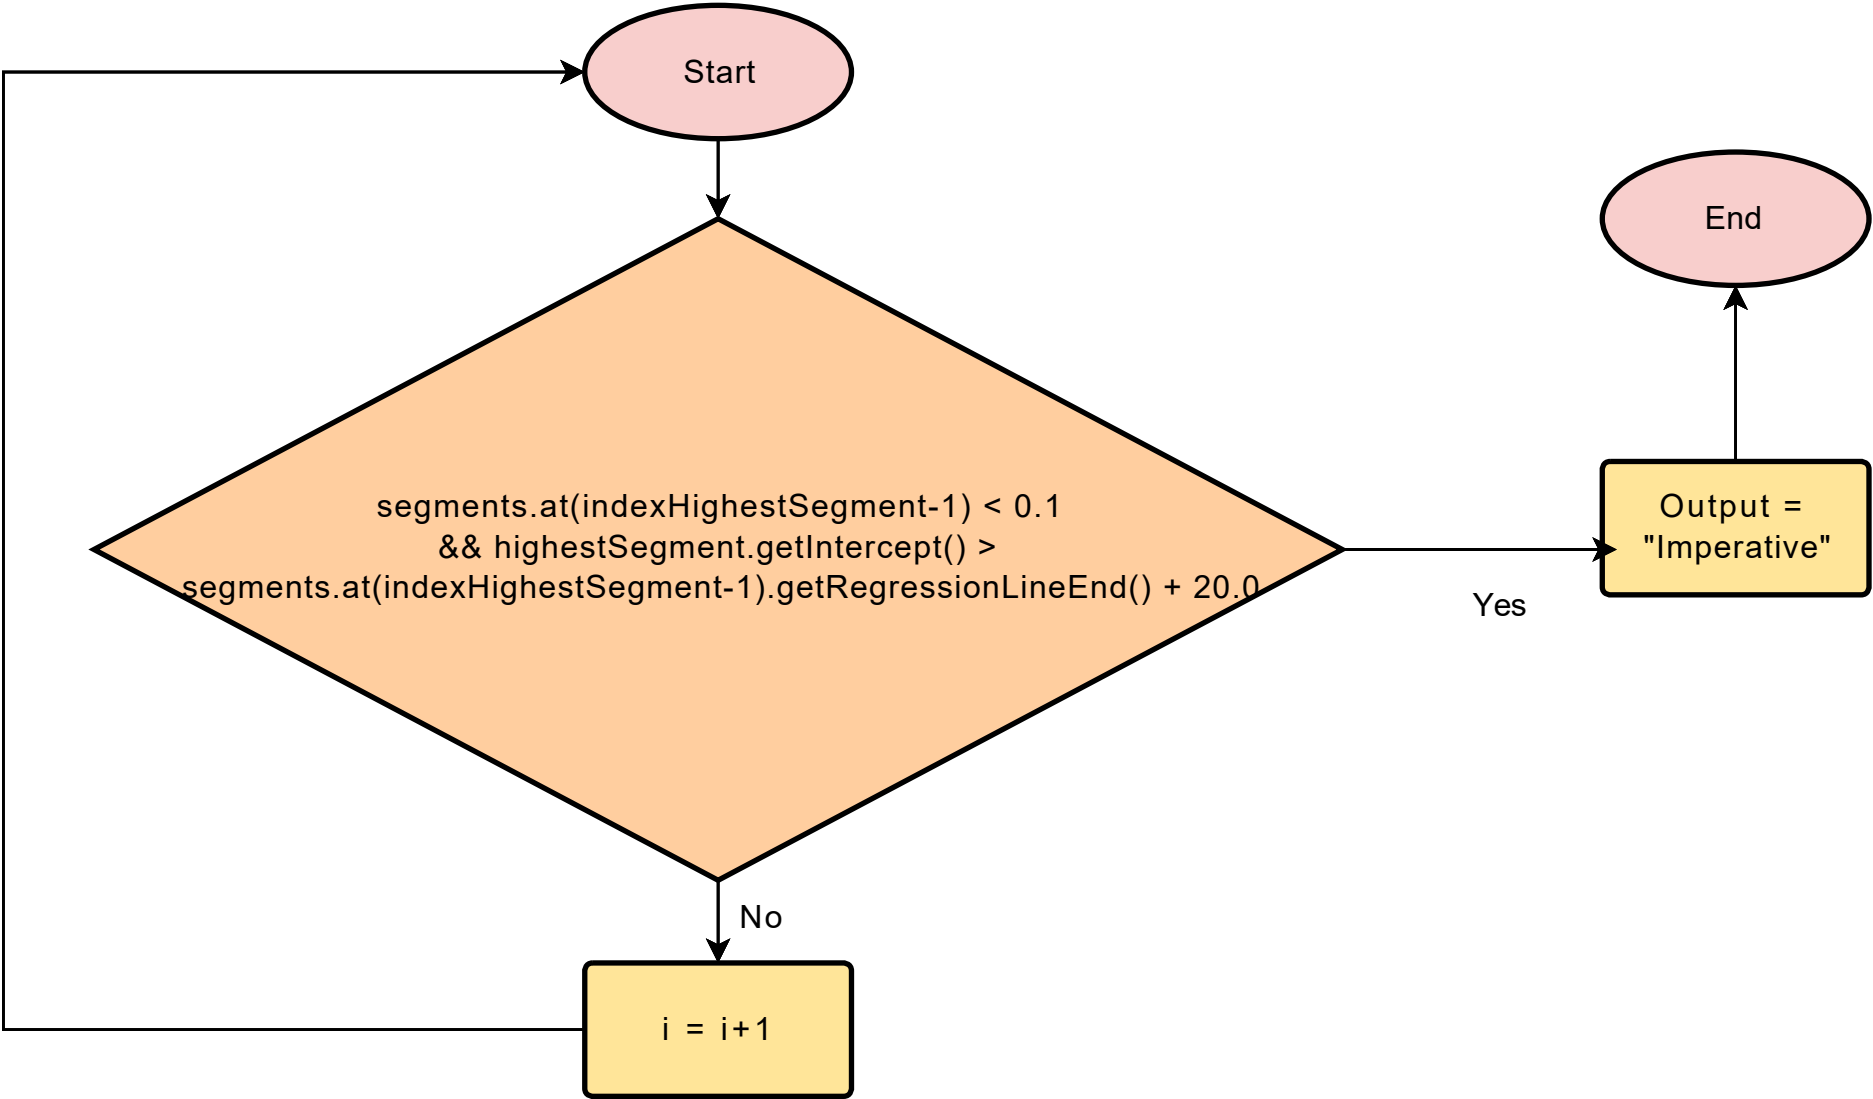 Start
End
segments.at(indexHighestSegment-1) < 0.1
&& highestSegment.getIntercept() >
segments.at(indexHighestSegment-1).getRegressionLineEnd() + 20.0
Output =
"Imperative"
Yes
No
i = i+1